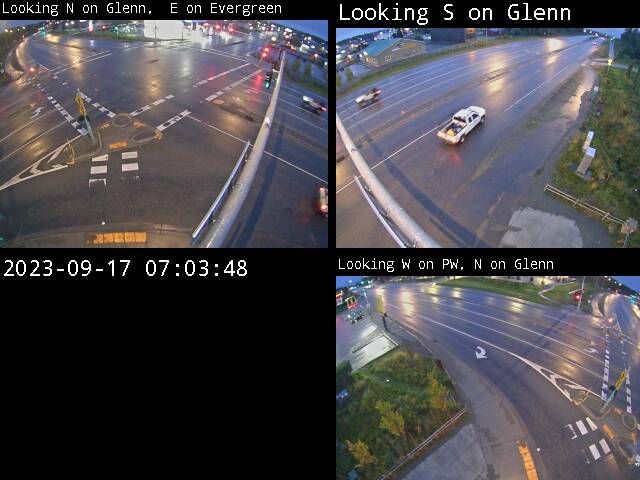 Looking N on Glenn,  E on Evergreen
Looking S on Glenn
2023-09-17 07:03:48
Looking W on PW, N on Glenn